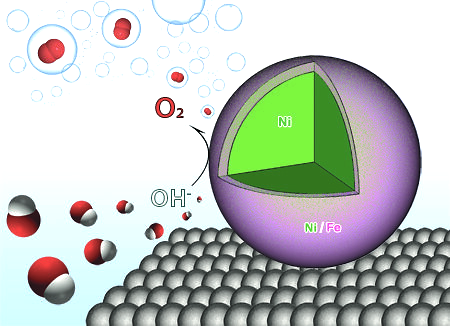 Ni
O₂
OH⁻
Ni / Fe